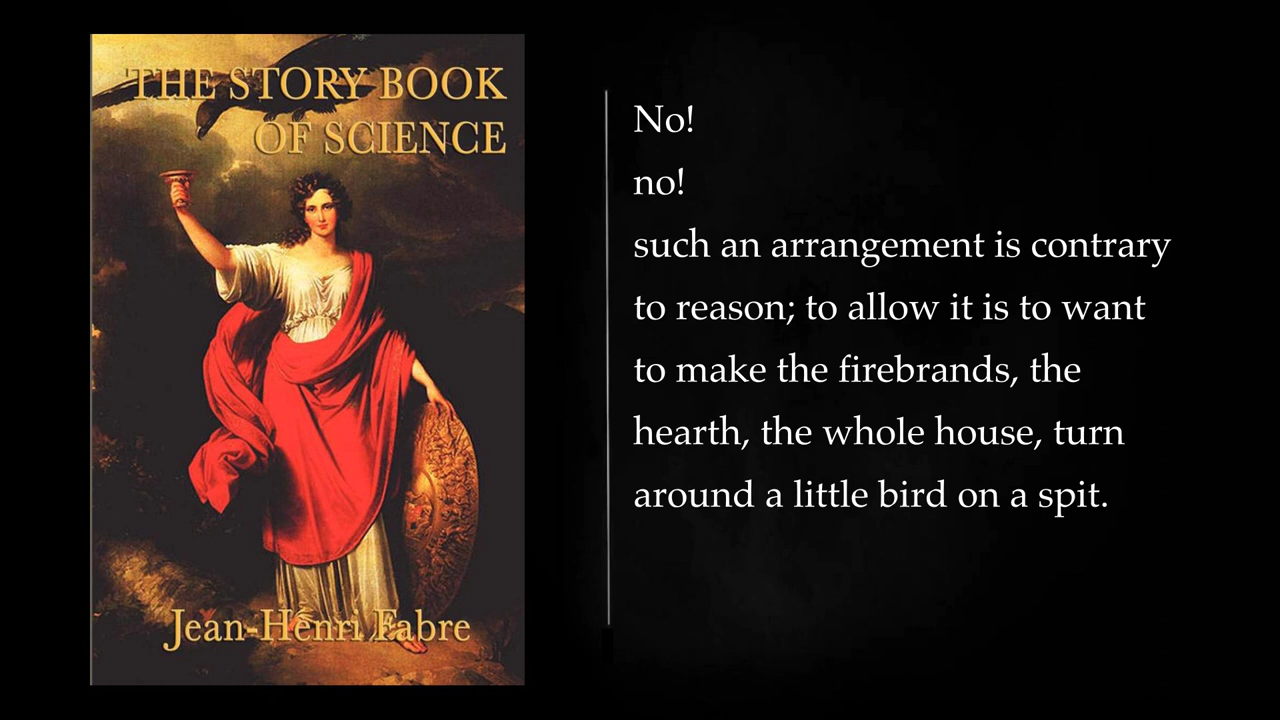 THE STORY BOOK
OF SCIENCE
Jean-Henri Fabre
No!
no!
such an arrangement is contrary
to reason; to allow it is to want
to make the firebrands, the
hearth, the whole house, turn
around a little bird on a spit.